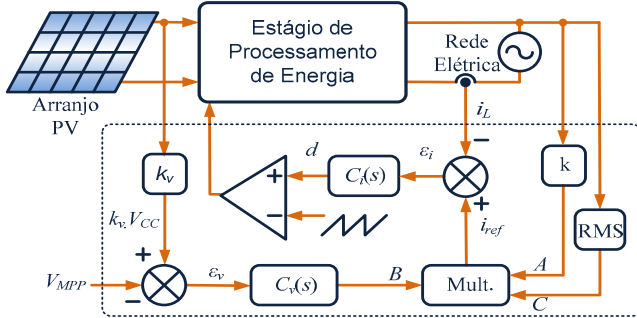 Estágio de
Processamento
de Energia
Rede
Elétrica
Arranjo
PV
i_L
k_v
d
C_i(s)
ε_i
k
+
−
−
+
k_v.V_CC
i_ref
RMS
+
V_MPP
−
ε_v
C_v(s)
B
Mult.
A
C